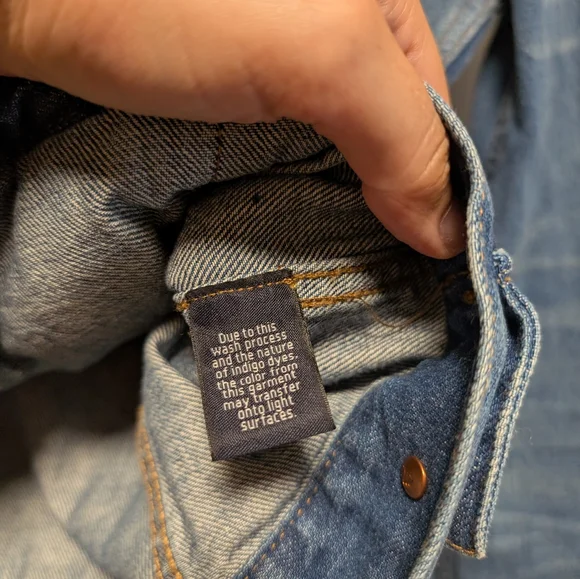 Due to this
wash process
and the nature
of indigo dyes.
the color from
this garment
may transfer
onto light
surfaces.